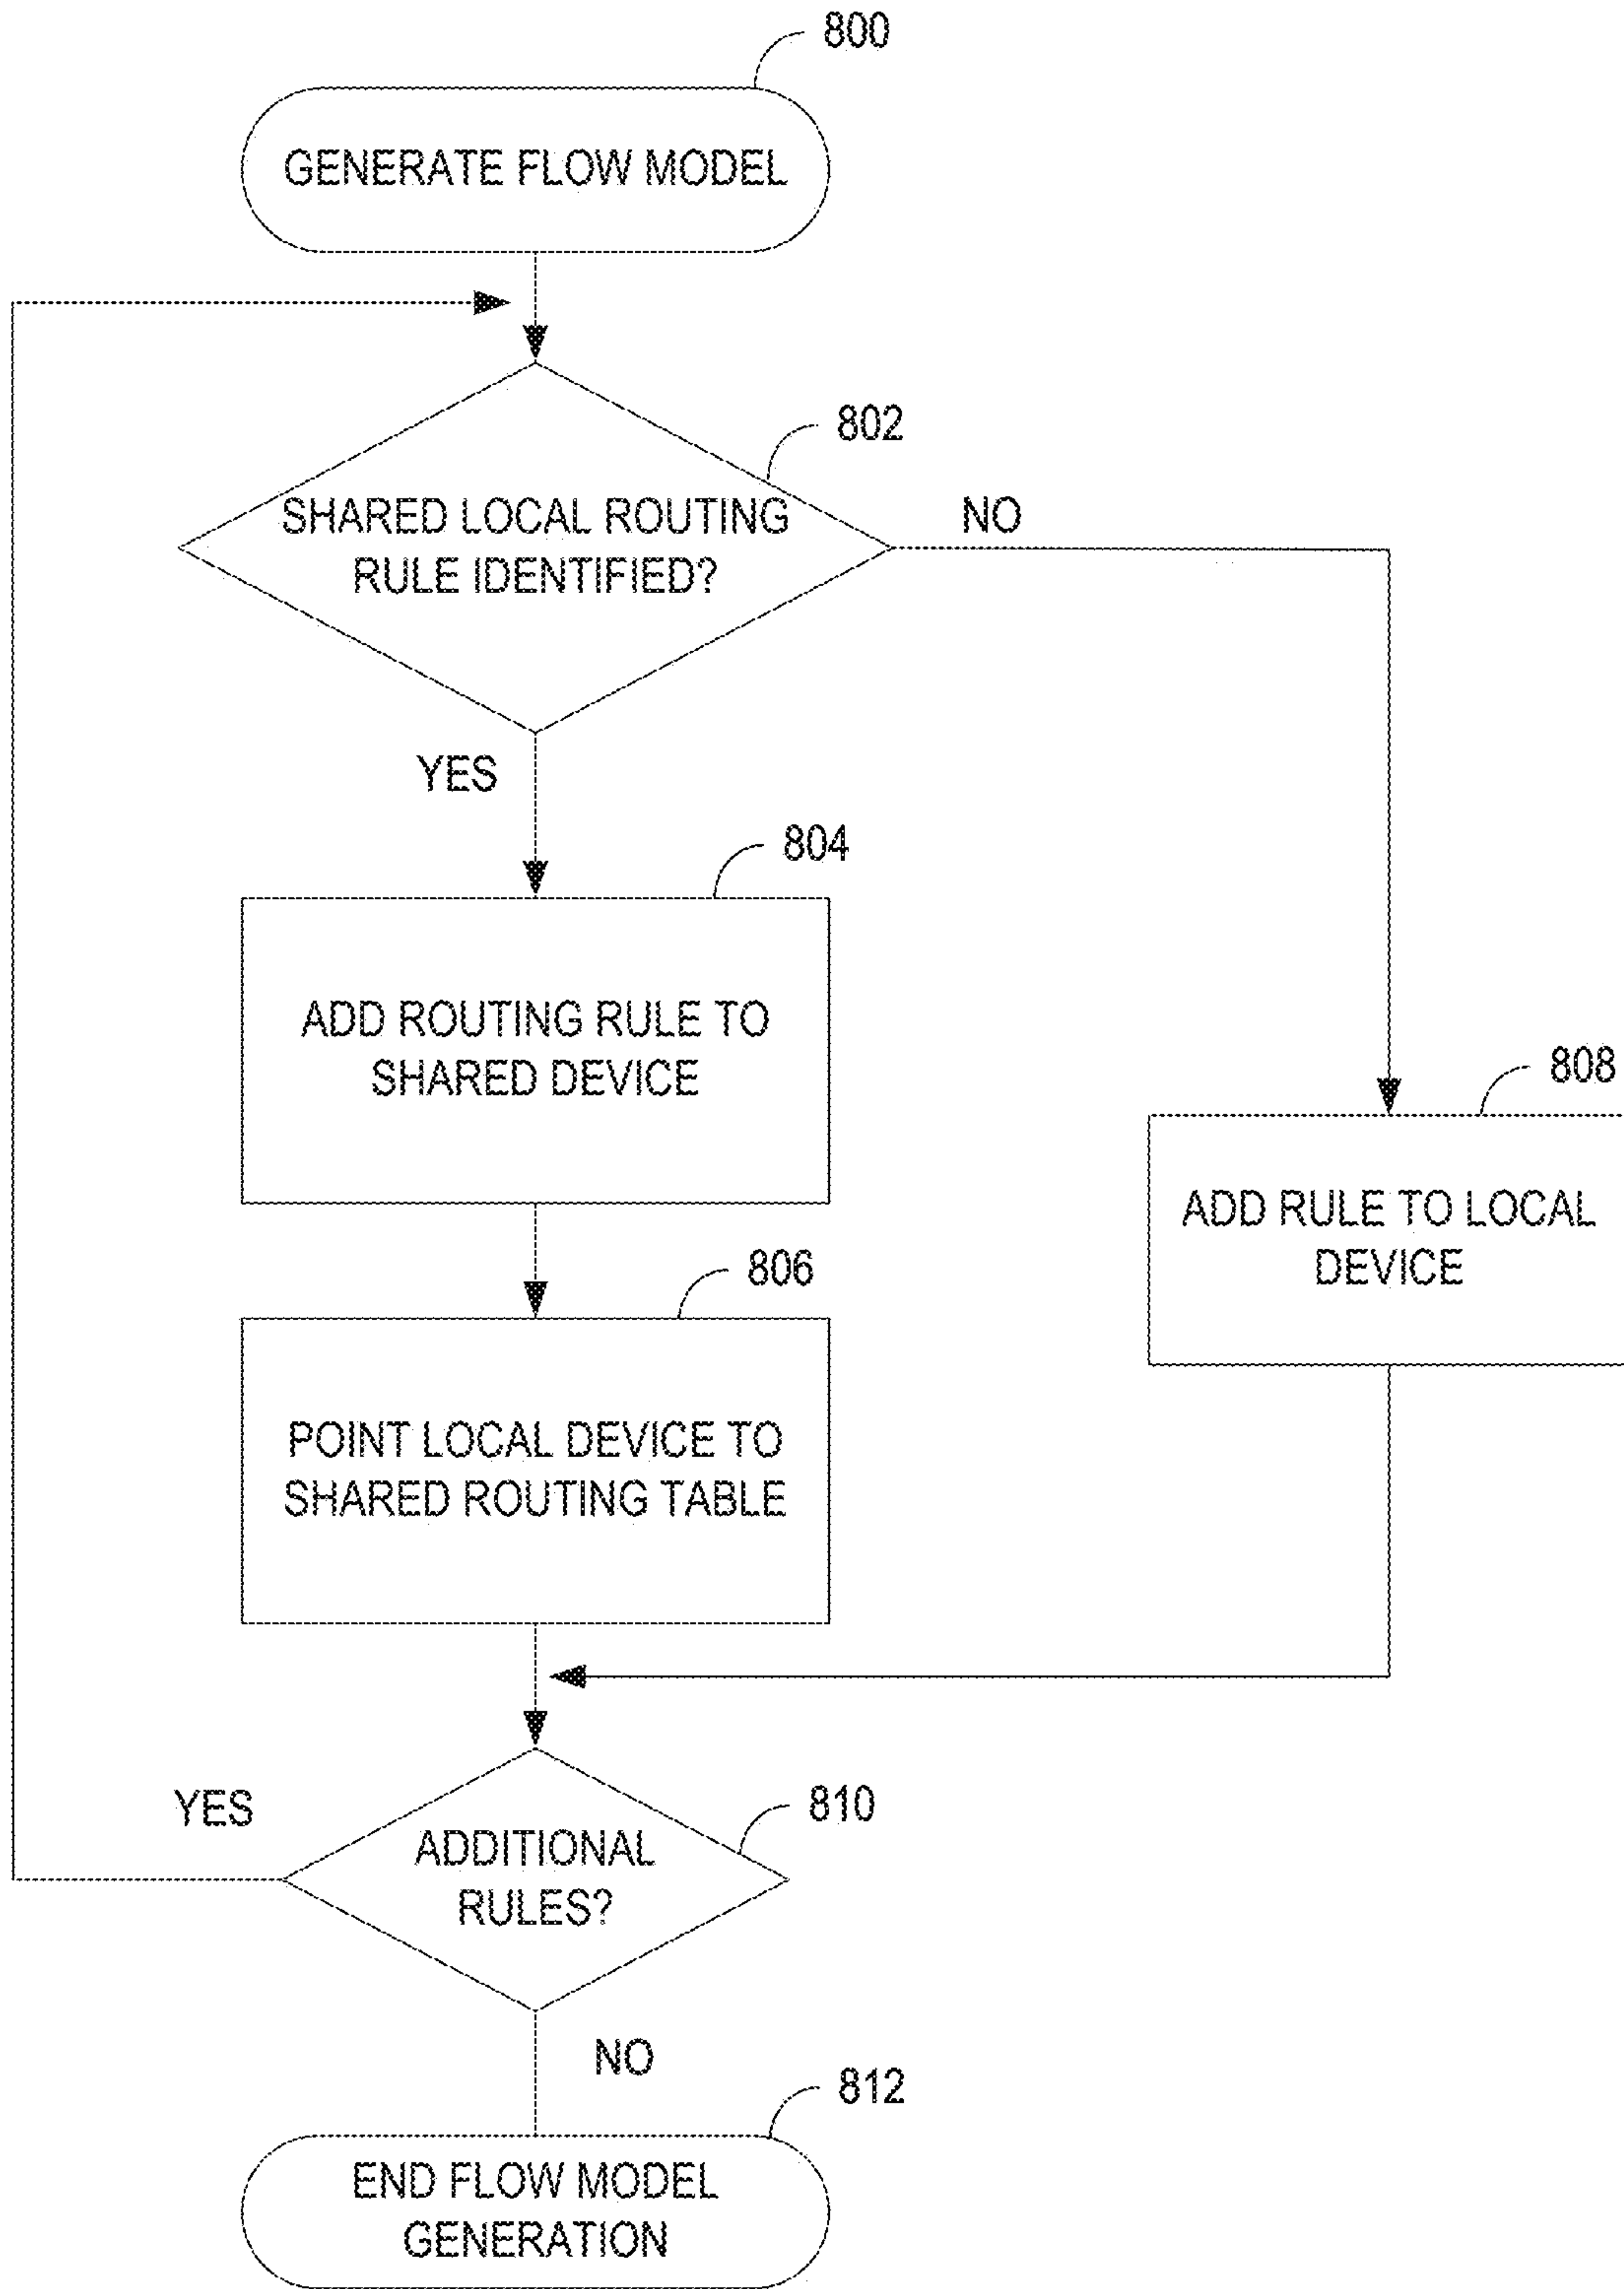 800
GENERATE FLOW MODEL
802
SHARED LOCAL ROUTING
RULE IDENTIFIED?
NO
YES
804
ADD ROUTING RULE TO
SHARED DEVICE
808
ADD RULE TO LOCAL
DEVICE
806
POINT LOCAL DEVICE TO
SHARED ROUTING TABLE
YES
810
ADDITIONAL
RULES?
NO
812
END FLOW MODEL
GENERATION